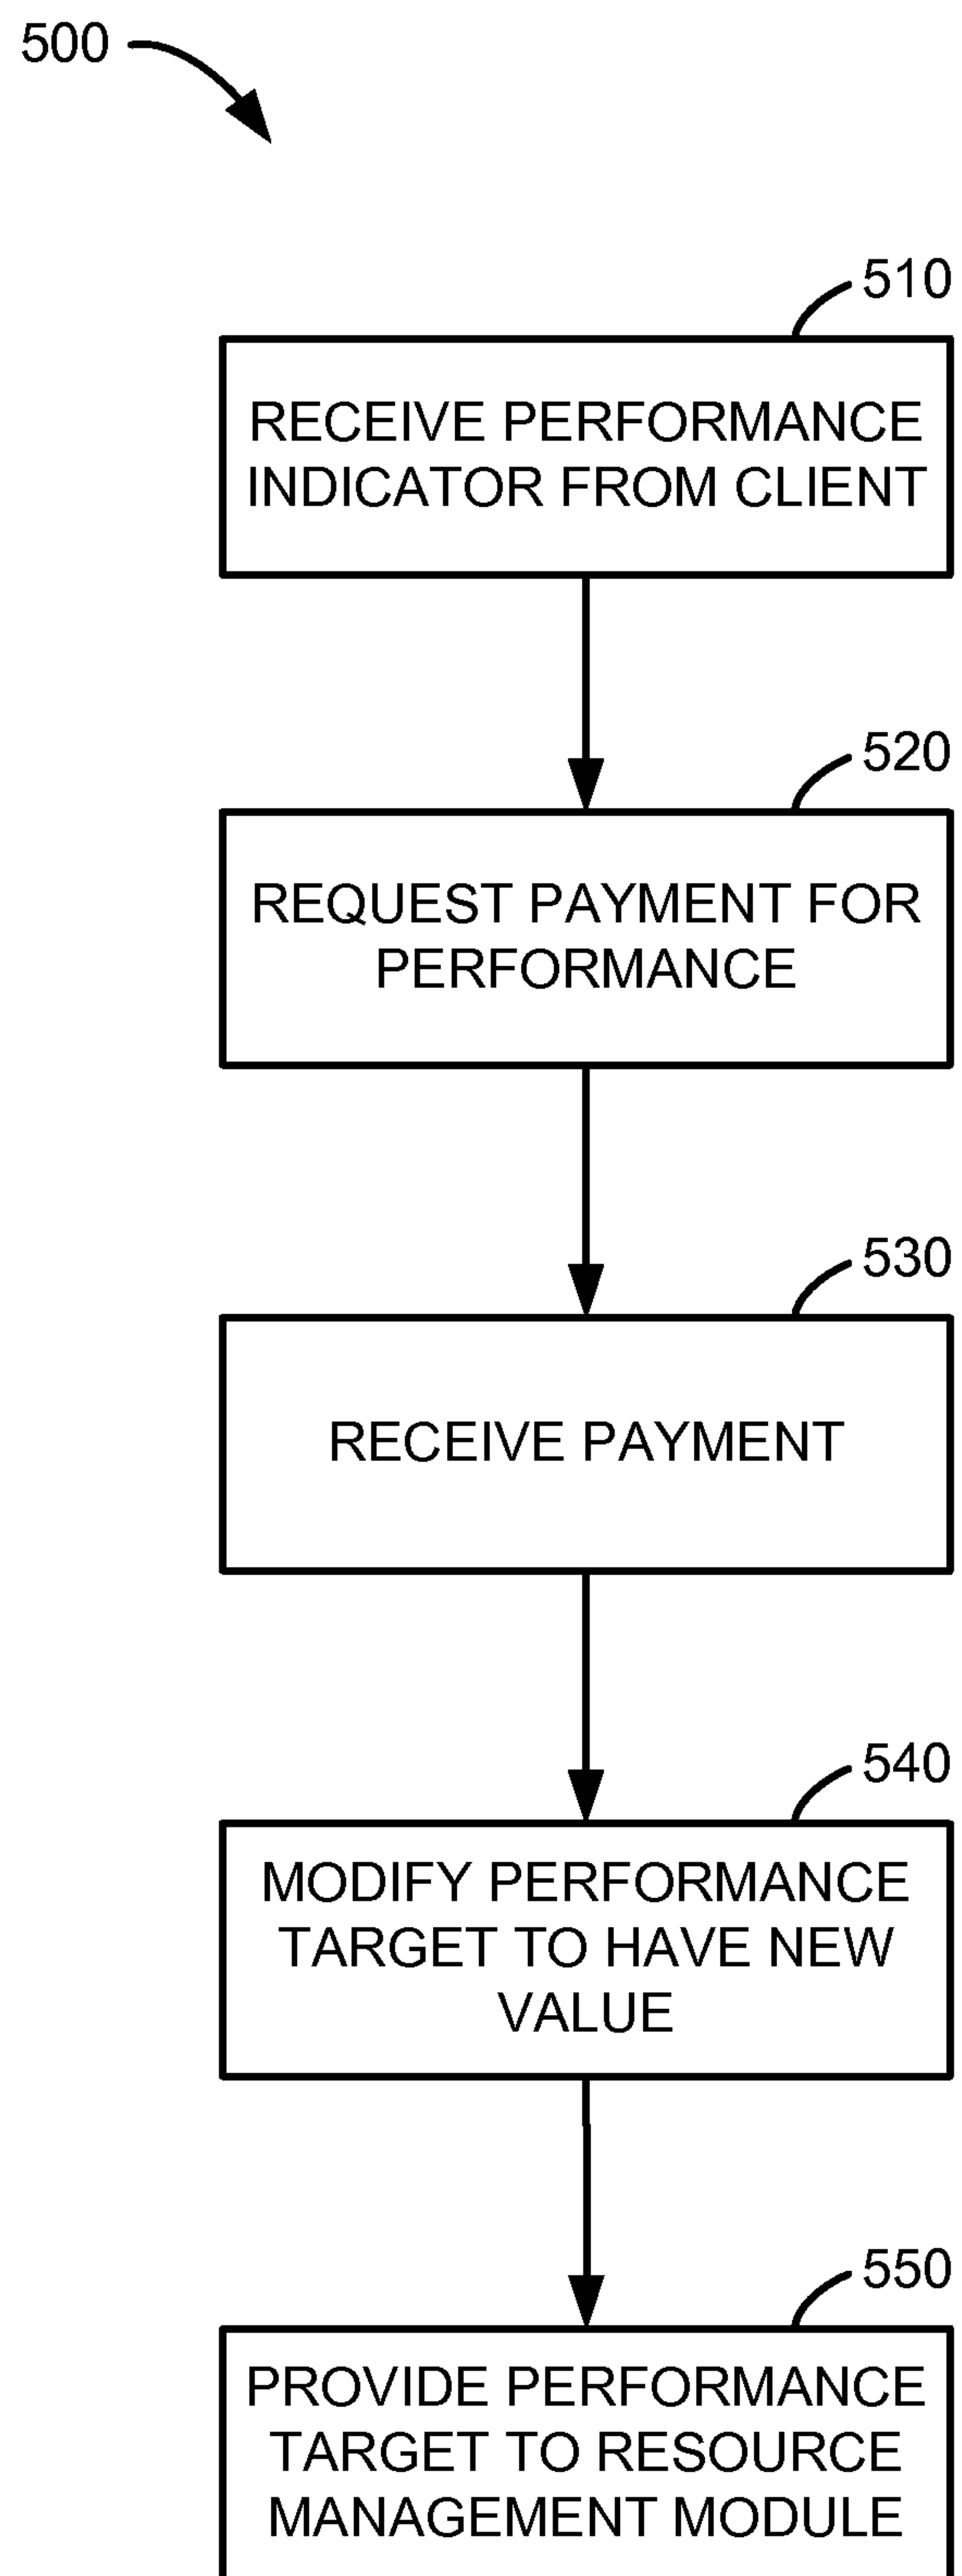 500
510
RECEIVE PERFORMANCE
INDICATOR FROM CLIENT
520
REQUEST PAYMENT FOR
PERFORMANCE
530
RECEIVE PAYMENT
540
MODIFY PERFORMANCE
TARGET TO HAVE NEW
VALUE
550
PROVIDE PERFORMANCE
TARGET TO RESOURCE
MANAGEMENT MODULE